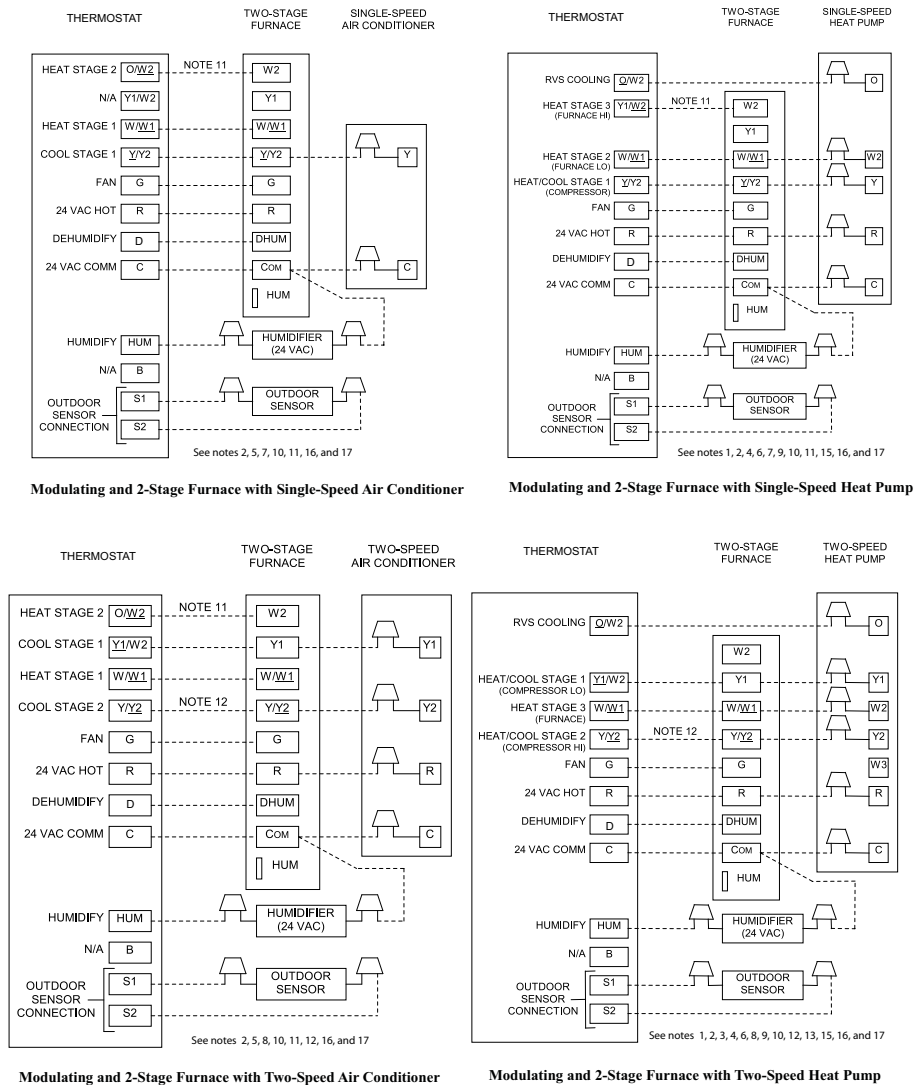 THERMOSTAT
TWO-STAGE
FURNACE
SINGLE-SPEED
AIR CONDITIONER
HEAT STAGE 2 O/W2 NOTE 11 W2
N/A Y1/W2 Y1
HEAT STAGE 1 W/W1 W/W1
COOL STAGE 1 Y/Y2 Y/Y2 Y
FAN G G
24 VAC HOT R R
DEHUMIDIFY D DHUM
24 VAC COMM C COM C
HUM
HUMIDIFY HUM HUMIDIFIER
(24 VAC)
N/A B
OUTDOOR
SENSOR
CONNECTION
S1 OUTDOOR
SENSOR
S2
See notes 2, 5, 7, 10, 11, 16, and 17
Modulating and 2-Stage Furnace with Single-Speed Air Conditioner
THERMOSTAT
TWO-STAGE
FURNACE
SINGLE-SPEED
HEAT PUMP
RVS COOLING O/W2 O
HEAT STAGE 3 Y1/W2 NOTE 11 W2
(FURNACE HI)
Y1
HEAT STAGE 2 W/W1 W/W1 W2
(FURNACE LO)
HEAT/COOL STAGE 1 Y/Y2 Y/Y2 Y
(COMPRESSOR)
FAN G G
24 VAC HOT R R R
DEHUMIDIFY D DHUM
24 VAC COMM C COM C
HUM
HUMIDIFY HUM HUMIDIFIER
(24 VAC)
N/A B
OUTDOOR
SENSOR
CONNECTION
S1 OUTDOOR
SENSOR
S2
See notes 1, 2, 4, 6, 7, 9, 10, 11, 15, 16, and 17
Modulating and 2-Stage Furnace with Single-Speed Heat Pump
THERMOSTAT
TWO-STAGE
FURNACE
TWO-SPEED
AIR CONDITIONER
HEAT STAGE 2 O/W2 NOTE 11 W2
COOL STAGE 1 Y1/W2 Y1 Y1
HEAT STAGE 1 W/W1 W/W1
COOL STAGE 2 Y/Y2 NOTE 12 Y/Y2 Y2
FAN G G
24 VAC HOT R R R
DEHUMIDIFY D DHUM
24 VAC COMM C COM C
HUM
HUMIDIFY HUM HUMIDIFIER
(24 VAC)
N/A B
OUTDOOR
SENSOR
CONNECTION
S1 OUTDOOR
SENSOR
S2
See notes 2, 5, 8, 10, 11, 12, 16, and 17
Modulating and 2-Stage Furnace with Two-Speed Air Conditioner
THERMOSTAT
TWO-STAGE
FURNACE
TWO-SPEED
HEAT PUMP
RVS COOLING O/W2 O
W2
HEAT/COOL STAGE 1 Y1/W2 Y1 Y1
(COMPRESSOR LO)
HEAT STAGE 3 W/W1 W/W1 W2
(FURNACE)
HEAT/COOL STAGE 2 Y/Y2 NOTE 12 Y/Y2 Y2
(COMPRESSOR HI)
FAN G G W3
24 VAC HOT R R R
DEHUMIDIFY D DHUM
24 VAC COMM C COM C
HUM
HUMIDIFY HUM HUMIDIFIER
(24 VAC)
N/A B
OUTDOOR
SENSOR
CONNECTION
S1 OUTDOOR
SENSOR
S2
See notes 1, 2, 3, 4, 6, 8, 9, 10, 12, 13, 15, 16, and 17
Modulating and 2-Stage Furnace with Two-Speed Heat Pump